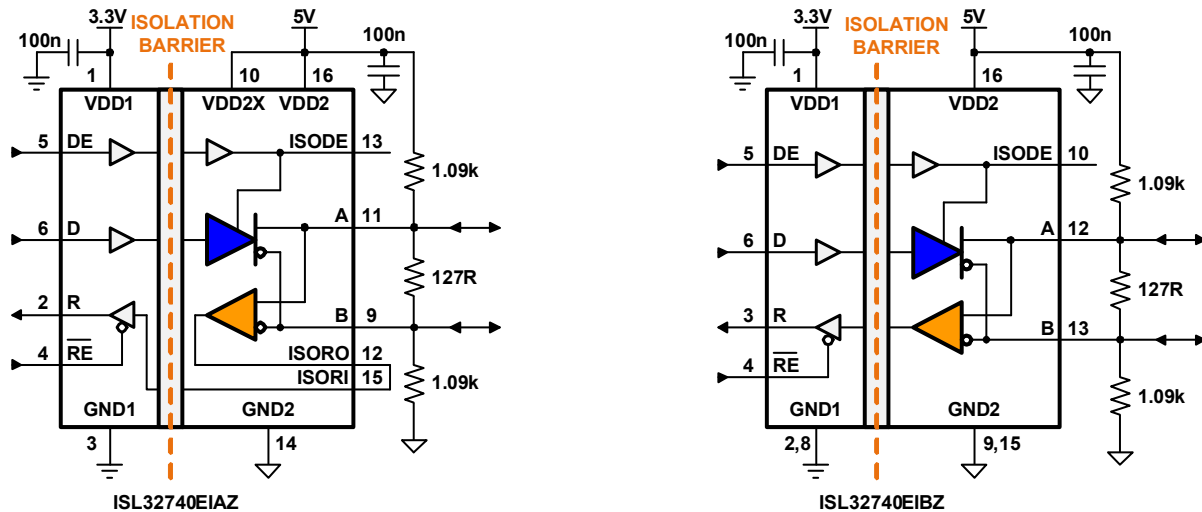 3.3V
ISOLATION
BARRIER
5V
100n
100n
1
10
16
VDD1
VDD2X
VDD2
5
DE
ISODE
13
1.09k
A
11
6
D
127R
2
R
B
9
4
RE
ISORO
12
ISORI
15
1.09k
GND1
GND2
3
14
ISL32740EIAZ
3.3V
ISOLATION
BARRIER
5V
100n
100n
1
16
VDD1
VDD2
5
DE
ISODE
10
1.09k
A
12
6
D
127R
3
R
B
13
4
RE
1.09k
GND1
GND2
2,8
9,15
ISL32740EIBZ